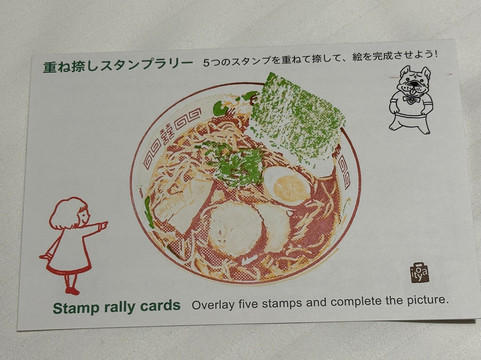 重ね捺しスタンプラリー 5つのスタンプを重ねて捺して、絵を完成させよう!
itoya
Stamp rally cards Overlay five stamps and complete the picture.